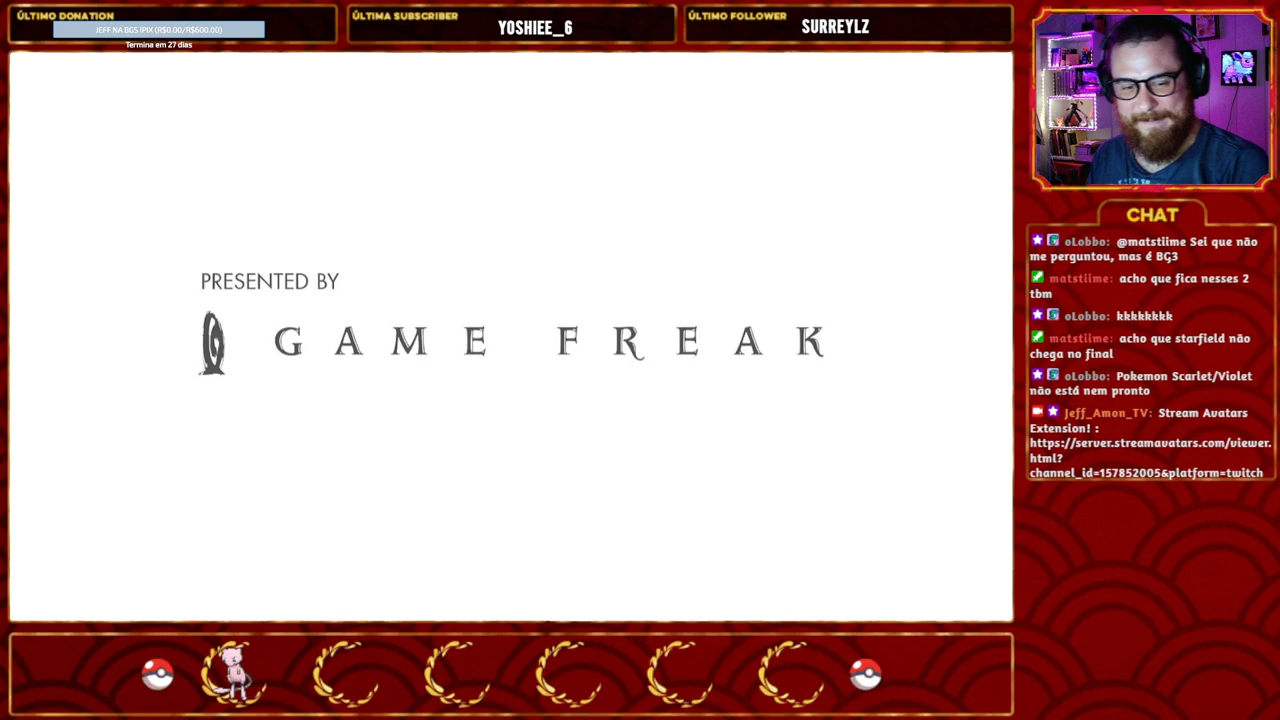 ÚLTIMO DONATION
JEFF NA BGS !PIX (R$0.00/R$600.00)
Termina em 27 dias
ÚLTIMA SUBSCRIBER
YOSHIEE_6
ÚLTIMO FOLLOWER
SURREYLZ
PRESENTED BY
GAME FREAK
CHAT
oLobbo: @matstiime Sei que não
me perguntou, mas é BG3
matstiime: acho que fica nesses 2
tbm
oLobbo: kkkkkkkk
matstiime: acho que starfield não
chega no final
oLobbo: Pokemon Scarlet/Violet
não está nem pronto
Jeff_Amon_TV: Stream Avatars
Extension! :
https://server.streamavatars.com/viewer.
html?
channel_id=157852005&platform=twitch